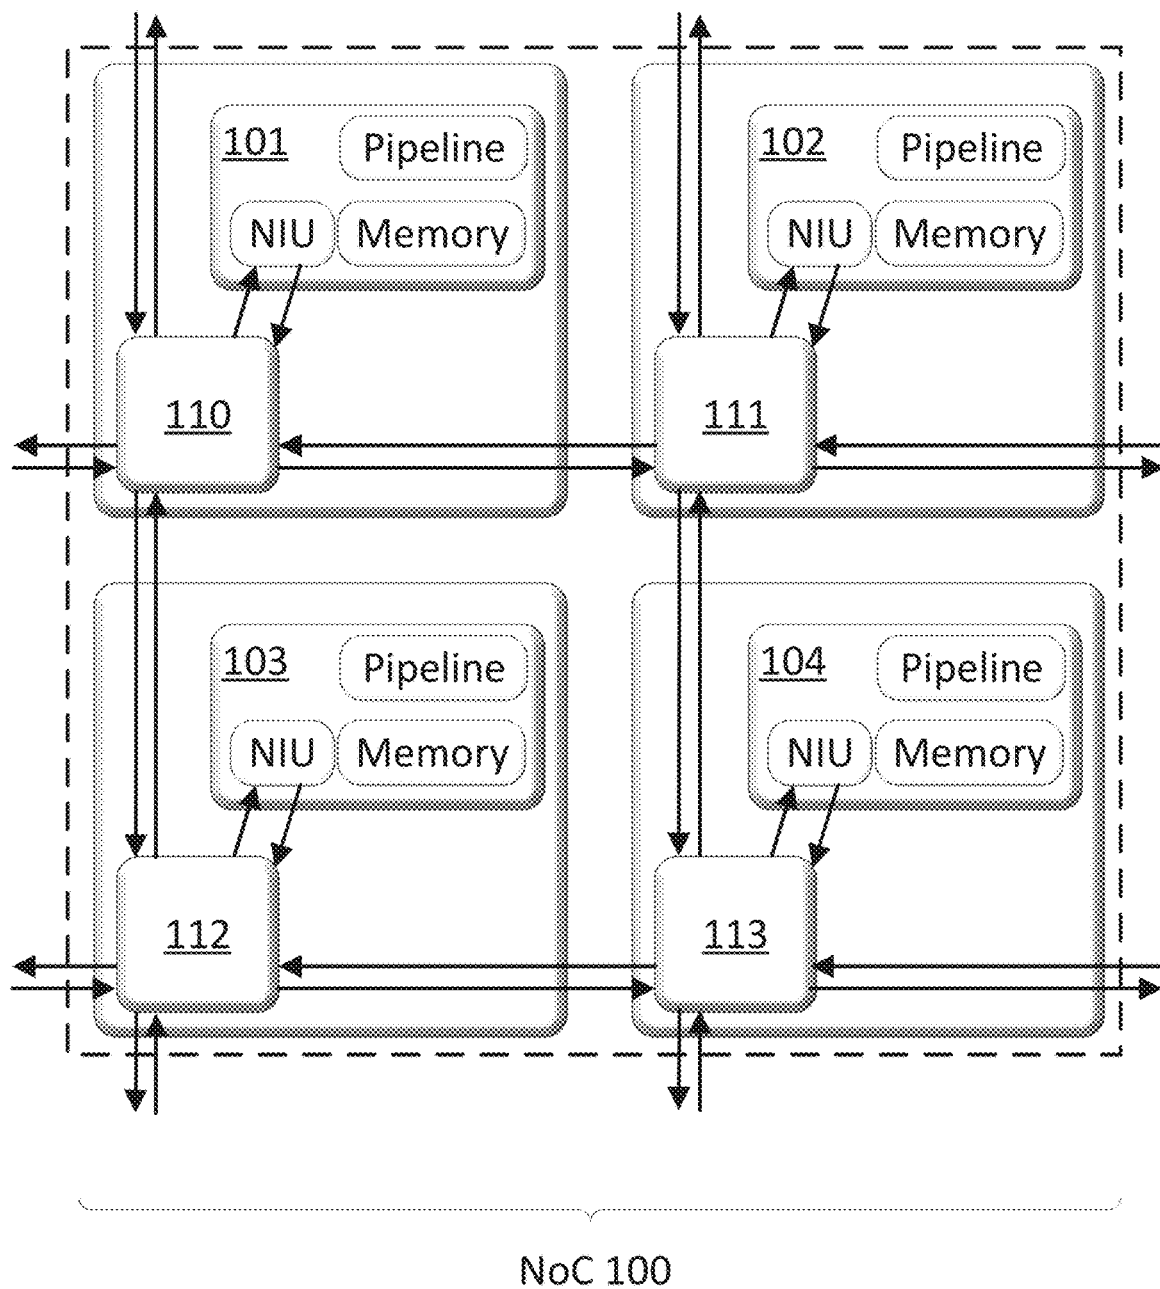 101 Pipeline
NIU Memory
102 Pipeline
NIU Memory
110
111
103 Pipeline
NIU Memory
104 Pipeline
NIU Memory
112
113
NoC 100